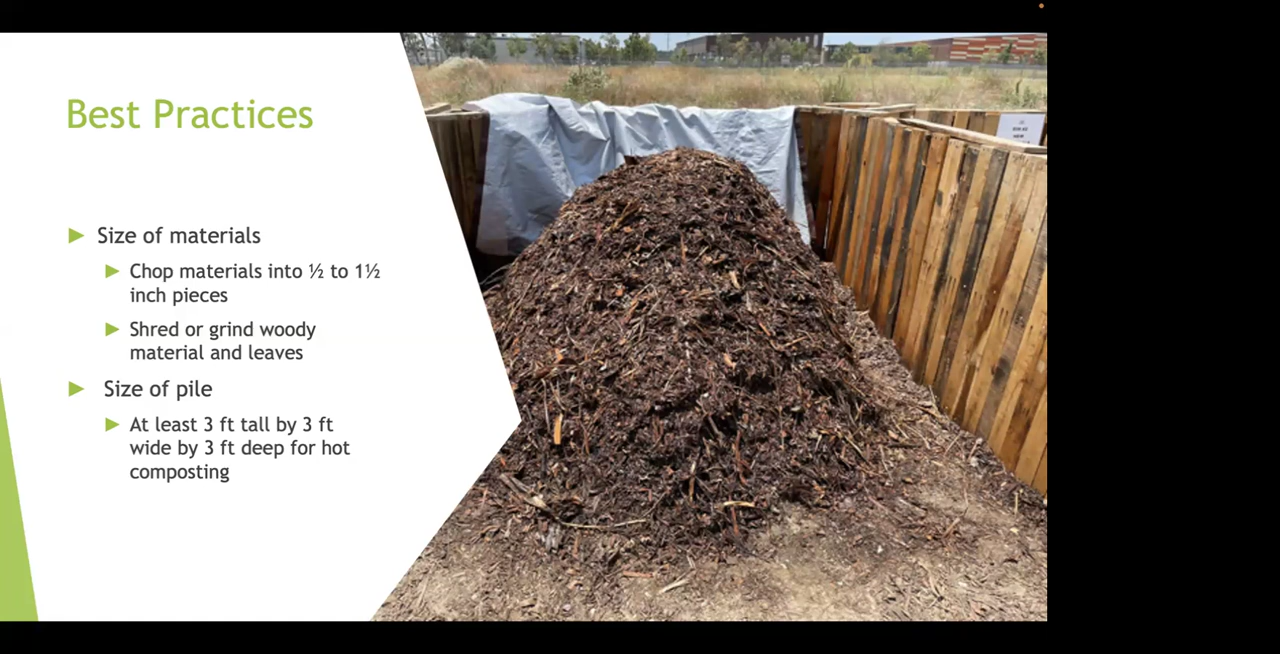 Best Practices
Size of materials
Chop materials into ½ to 1½
inch pieces
Shred or grind woody
material and leaves
Size of pile
At least 3 ft tall by 3 ft
wide by 3 ft deep for hot
composting